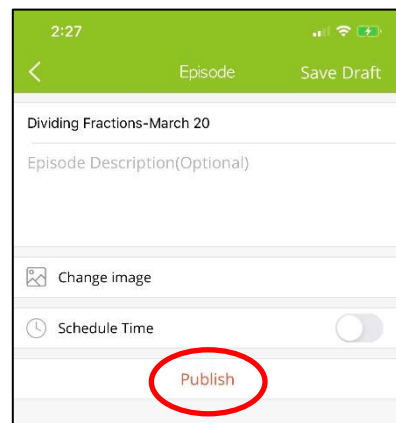 2:27
Episode Save Draft
Dividing Fractions-March 20
Episode Description(Optional)
Change image
Schedule Time
Publish